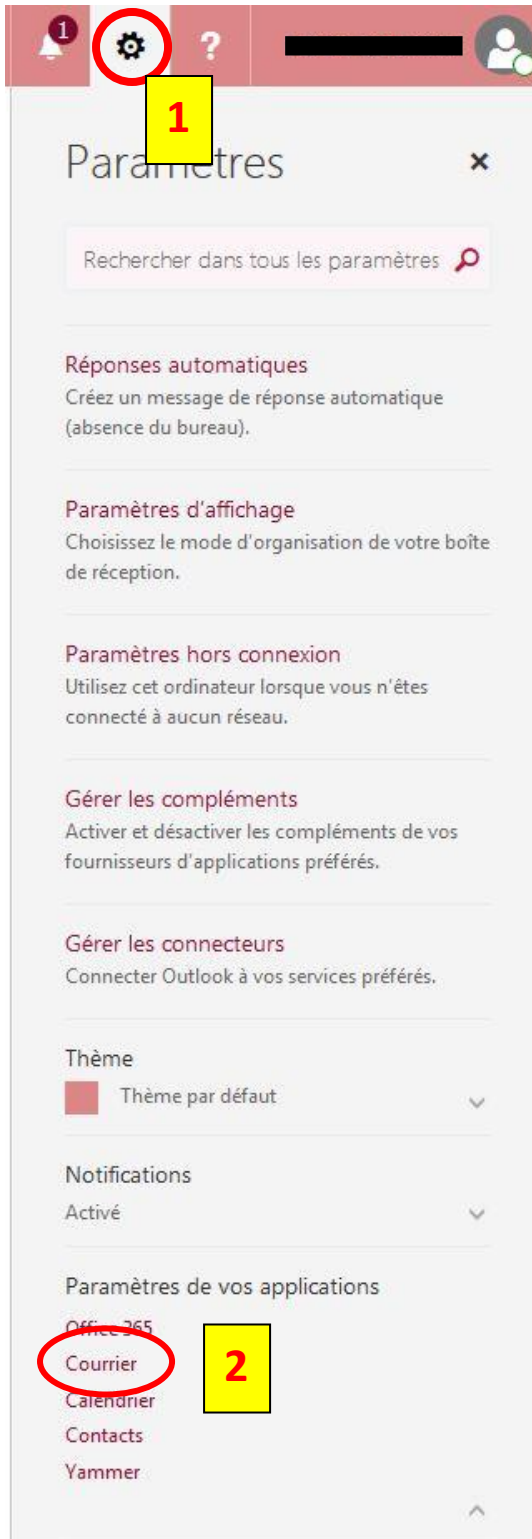 1
?
1
Paramètres
Rechercher dans tous les paramètres
Réponses automatiques
Créez un message de réponse automatique
(absence du bureau).
Paramètres d'affichage
Choisissez le mode d'organisation de votre boîte
de réception.
Paramètres hors connexion
Utilisez cet ordinateur lorsque vous n'êtes
connecté à aucun réseau.
Gérer les compléments
Activer et désactiver les compléments de vos
fournisseurs d'applications préférés.
Gérer les connecteurs
Connecter Outlook à vos services préférés.
Thème
Thème par défaut
Notifications
Activé
Paramètres de vos applications
Office 365
Courrier
2
Calendrier
Contacts
Yammer